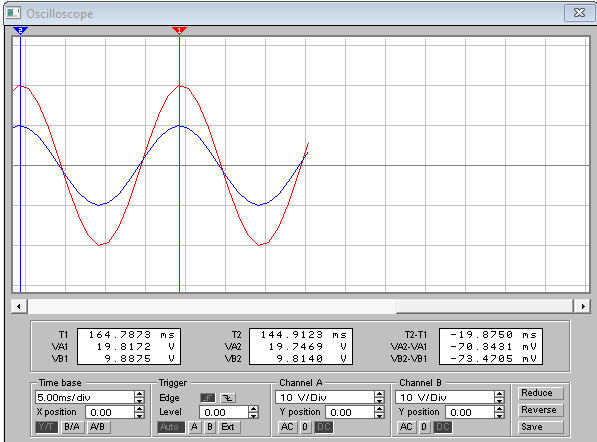 Oscilloscope
2 1
T1 164.7873 ms T2 144.9123 ms T2-T1 -19.8750 ms
VA1 19.8172 V VA2 19.7469 V VA2-VA1 -70.3431 mV
VB1 9.8875 V VB2 9.8140 V VB2-VB1 -73.4705 mV
Time base Trigger Channel A Channel B Reduce
5.00ms/div Edge 10 V/Div 10 V/Div
X position 0.00 Level 0.00 Y position 0.00 Y position 0.00 Reverse
Y/T B/A A/B Auto A B Ext AC 0 DC AC 0 DC Save